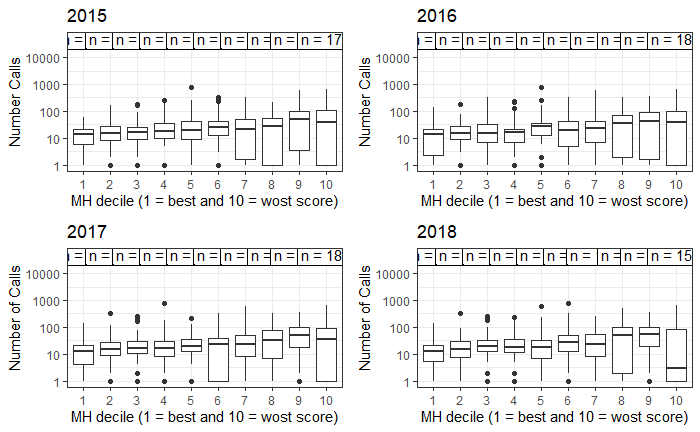 2015
n = n = n = n = n = n = n = n = n = n = 17
Number Calls
10000
1000
100
10
1
1 2 3 4 5 6 7 8 9 10
MH decile (1 = best and 10 = wost score)
2016
n = n = n = n = n = n = n = n = n = n = 18
Number Calls
10000
1000
100
10
1
1 2 3 4 5 6 7 8 9 10
MH decile (1 = best and 10 = wost score)
2017
n = n = n = n = n = n = n = n = n = n = 18
Number of Calls
10000
1000
100
10
1
1 2 3 4 5 6 7 8 9 10
MH decile (1 = best and 10 = wost score)
2018
n = n = n = n = n = n = n = n = n = n = 15
Number of Calls
10000
1000
100
10
1
1 2 3 4 5 6 7 8 9 10
MH decile (1 = best and 10 = wost score)